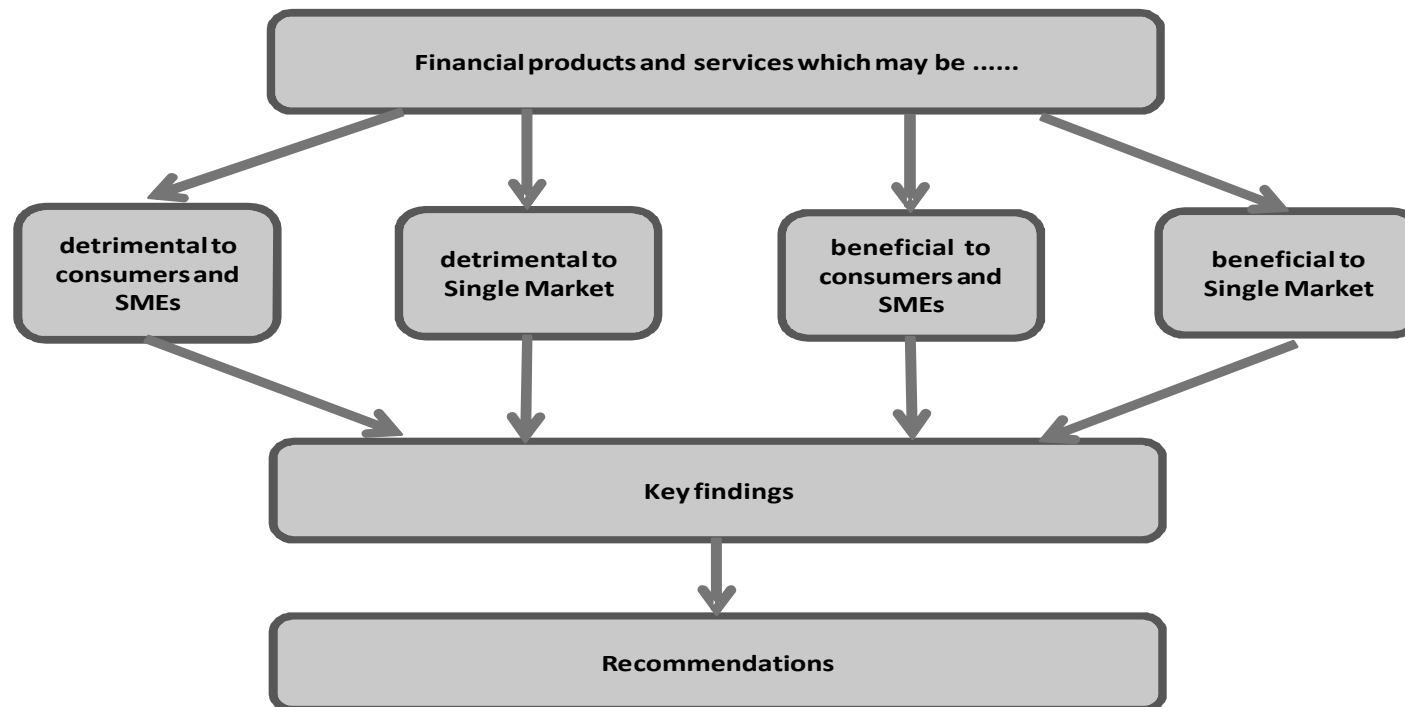 Financial products and services which may be ......
detrimental to
consumers and
SMEs
detrimental to
Single Market
beneficial to
consumers and
SMEs
beneficial to
Single Market
Key findings
Recommendations